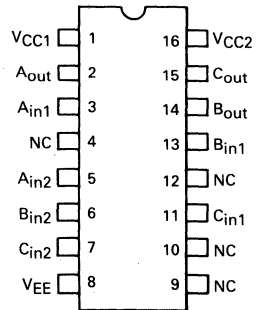 VCC1 1 16 VCC2
Aout 2 15 Cout
Ain1 3 14 Bout
NC 4 13 Bin1
Ain2 5 12 NC
Bin2 6 11 Cin1
Cin2 7 10 NC
VEE 8 9 NC